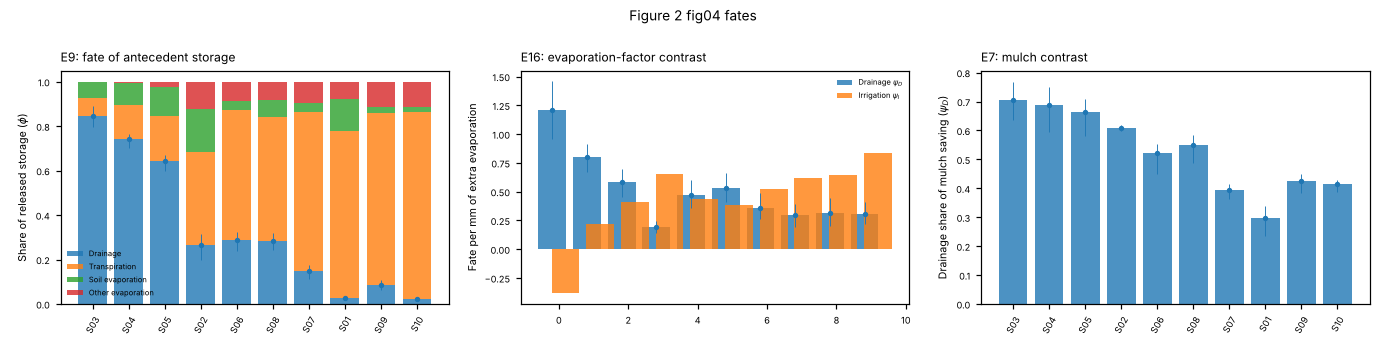 Figure 2 fig04 fates
E9: fate of antecedent storage
Share of released storage (ϕ)
1.0
0.8
0.6
0.4
0.2
0.0
Drainage
Transpiration
Soil evaporation
Other evaporation
S03
S04
S05
S02
S06
S08
S07
S01
S09
S10
E16: evaporation-factor contrast
Fate per mm of extra evaporation
1.50
1.25
1.00
0.75
0.50
0.25
0.00
−0.25
Drainage ψD
Irrigation ψI
0
2
4
6
8
10
E7: mulch contrast
Drainage share of mulch saving (ψD)
0.8
0.7
0.6
0.5
0.4
0.3
0.2
0.1
0.0
S03
S04
S05
S02
S06
S08
S07
S01
S09
S10